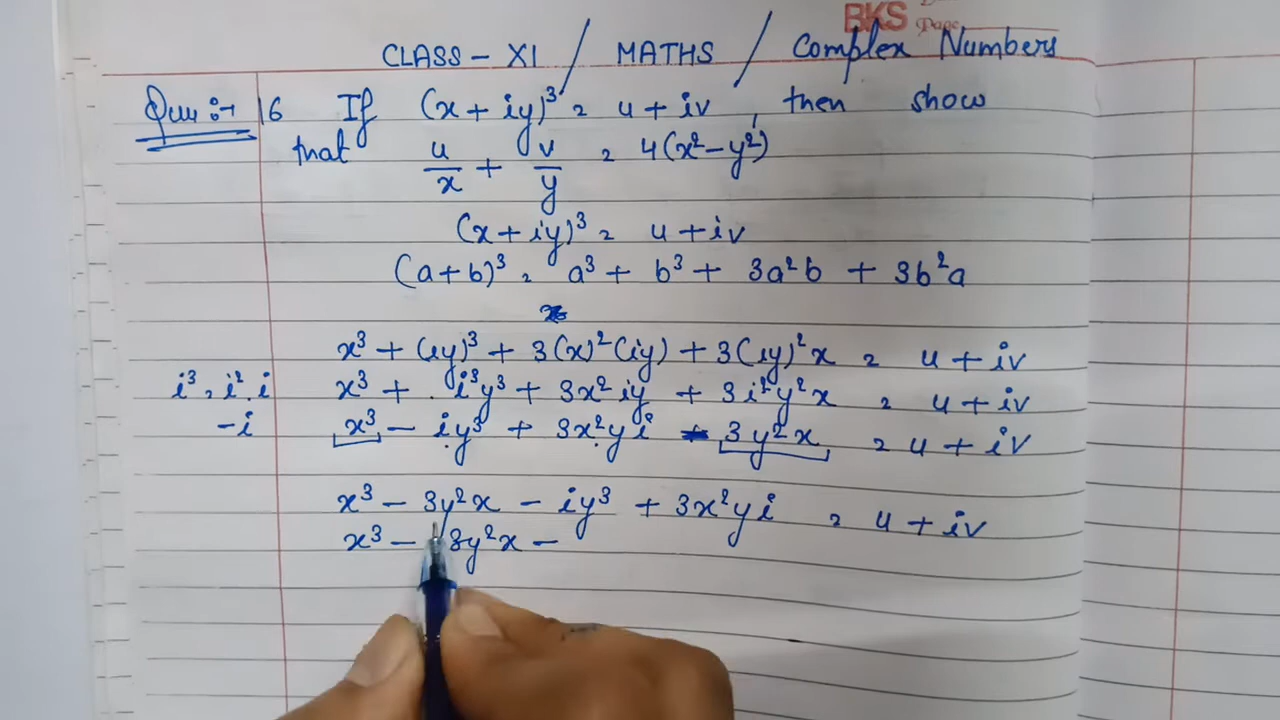 BKS
Page
CLASS - XI / MATHS / Complex Numbers
Ques:- 16 If (x + iy)³ = u + iv, then show
that u/x + v/y = 4(x² - y²)
(x + iy)³ = u + iv
(a + b)³ = a³ + b³ + 3a²b + 3b²a
x³ + (iy)³ + 3(x)²(iy) + 3(iy)²x = u + iv
i³ = i².i x³ + i³y³ + 3x²iy + 3i²y²x = u + iv
-i x³ - iy³ + 3x²yi - 3y²x = u + iv
x³ - 3y²x - iy³ + 3x²yi = u + iv
x³ - 3y²x -